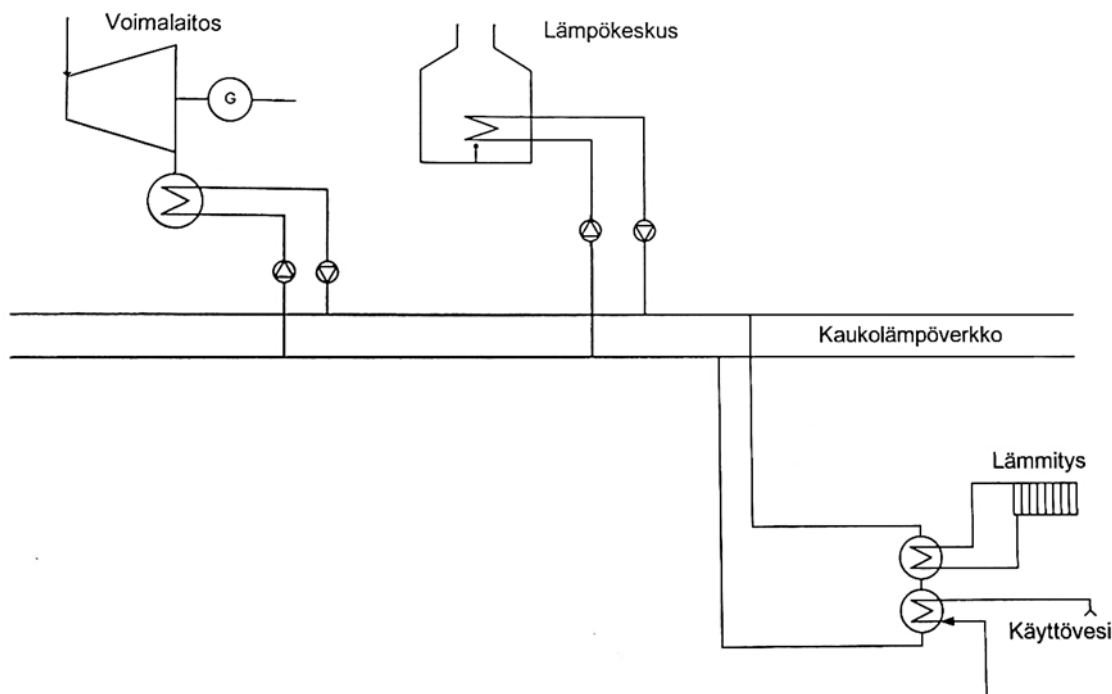 Voimalaitos
Lämpökeskus
G
Kaukolämpöverkko
Lämmitys
Käyttövesi